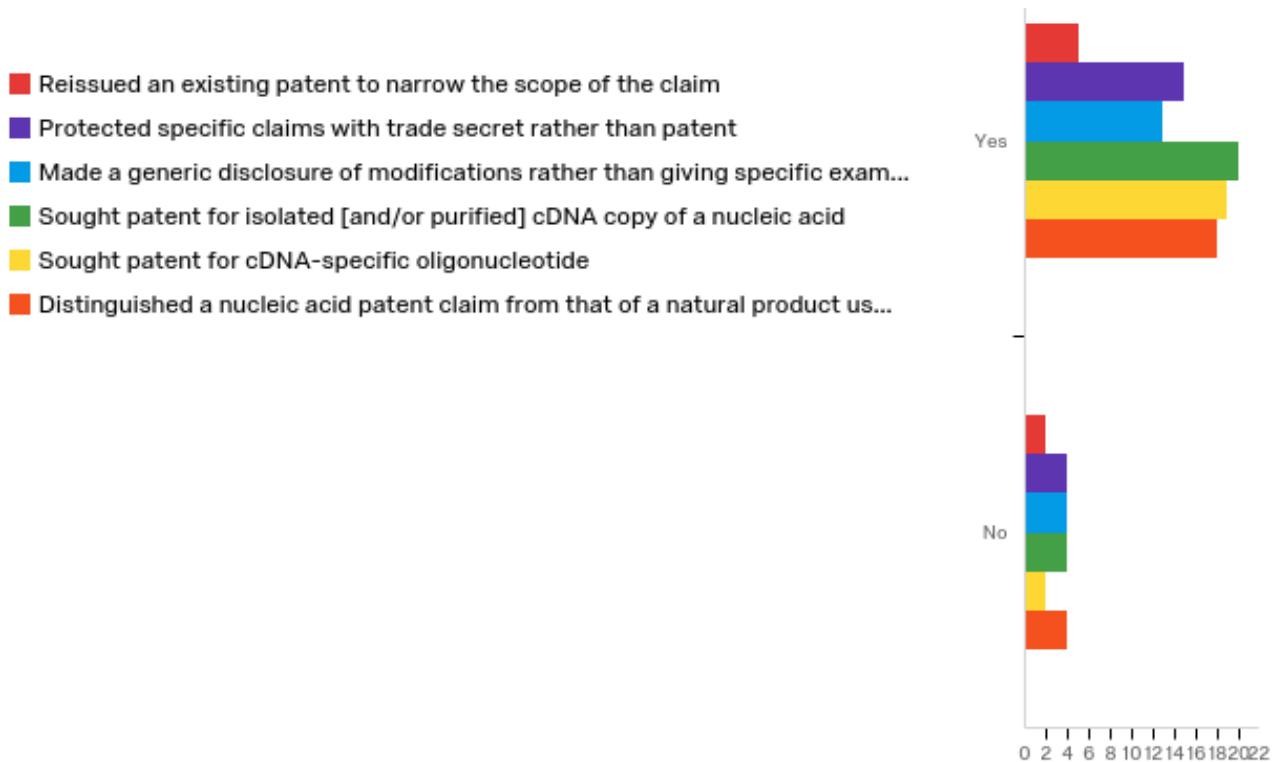 Reissued an existing patent to narrow the scope of the claim
Protected specific claims with trade secret rather than patent
Made a generic disclosure of modifications rather than giving specific exam...
Sought patent for isolated [and/or purified] cDNA copy of a nucleic acid
Sought patent for cDNA-specific oligonucleotide
Distinguished a nucleic acid patent claim from that of a natural product us...
Yes
No
0 2 4 6 8 10 12 14 16 18 20 22